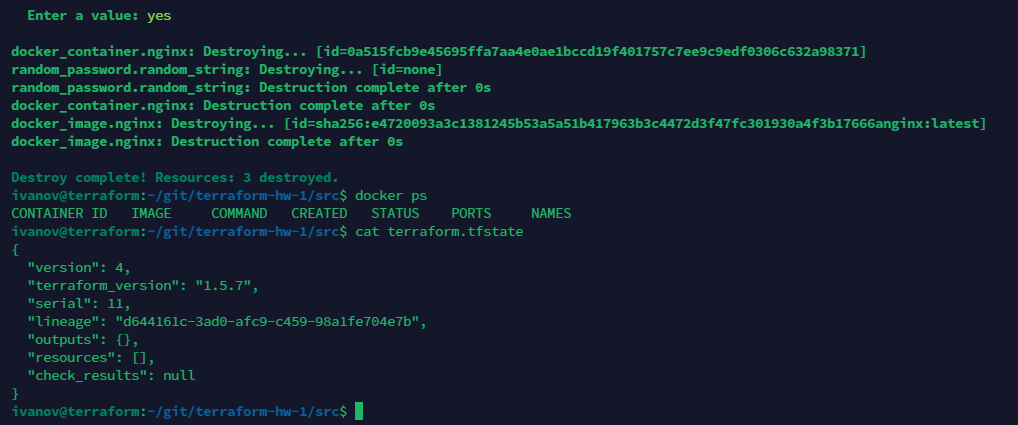 Enter a value: yes
docker_container.nginx: Destroying... [id=0a515fcb9e45695ffa7aa4e0ae1bccd19f401757c7ee9c9edf0306c632a98371]
random_password.random_string: Destroying... [id=none]
random_password.random_string: Destruction complete after 0s
docker_container.nginx: Destruction complete after 0s
docker_image.nginx: Destroying... [id=sha256:e4720093a3c1381245b53a5a51b417963b3c4472d3f47fc301930a4f3b17666anginx:latest]
docker_image.nginx: Destruction complete after 0s
Destroy complete! Resources: 3 destroyed.
ivanov@terraform:~/git/terraform-hw-1/src$ docker ps
CONTAINER ID   IMAGE     COMMAND   CREATED   STATUS    PORTS     NAMES
ivanov@terraform:~/git/terraform-hw-1/src$ cat terraform.tfstate
{
  "version": 4,
  "terraform_version": "1.5.7",
  "serial": 11,
  "lineage": "d644161c-3ad0-afc9-c459-98a1fe704e7b",
  "outputs": {},
  "resources": [],
  "check_results": null
}
ivanov@terraform:~/git/terraform-hw-1/src$